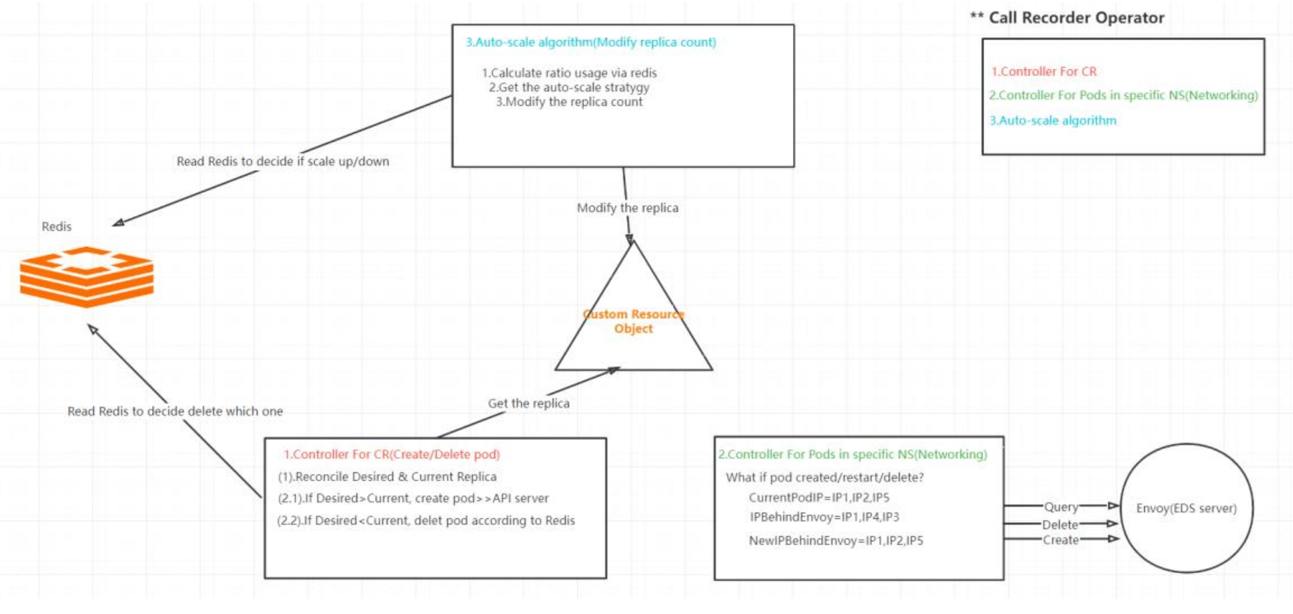 ** Call Recorder Operator
3.Auto-scale algorithm(Modify replica count)
1.Calculate ratio usage via redis
2.Get the auto-scale stratygy
3.Modify the replica count
1.Controller For CR
2.Controller For Pods in specific NS(Networking)
3.Auto-scale algorithm
Read Redis to decide if scale up/down
Modify the replica
Redis
Custom Resource
Object
Get the replica
Read Redis to decide delete which one
1.Controller For CR(Create/Delete pod)
(1).Reconcile Desired & Current Replica
(2.1).If Desired>Current, create pod>>API server
(2.2).If Desired<Current, delet pod according to Redis
2.Controller For Pods in specific NS(Networking)
What if pod created/restart/delete?
CurrentPodIP=IP1,IP2,IP5
IPBehindEnvoy=IP1,IP4,IP3
NewIPBehindEnvoy=IP1,IP2,IP5
Query
Delete
Create
Envoy(EDS server)